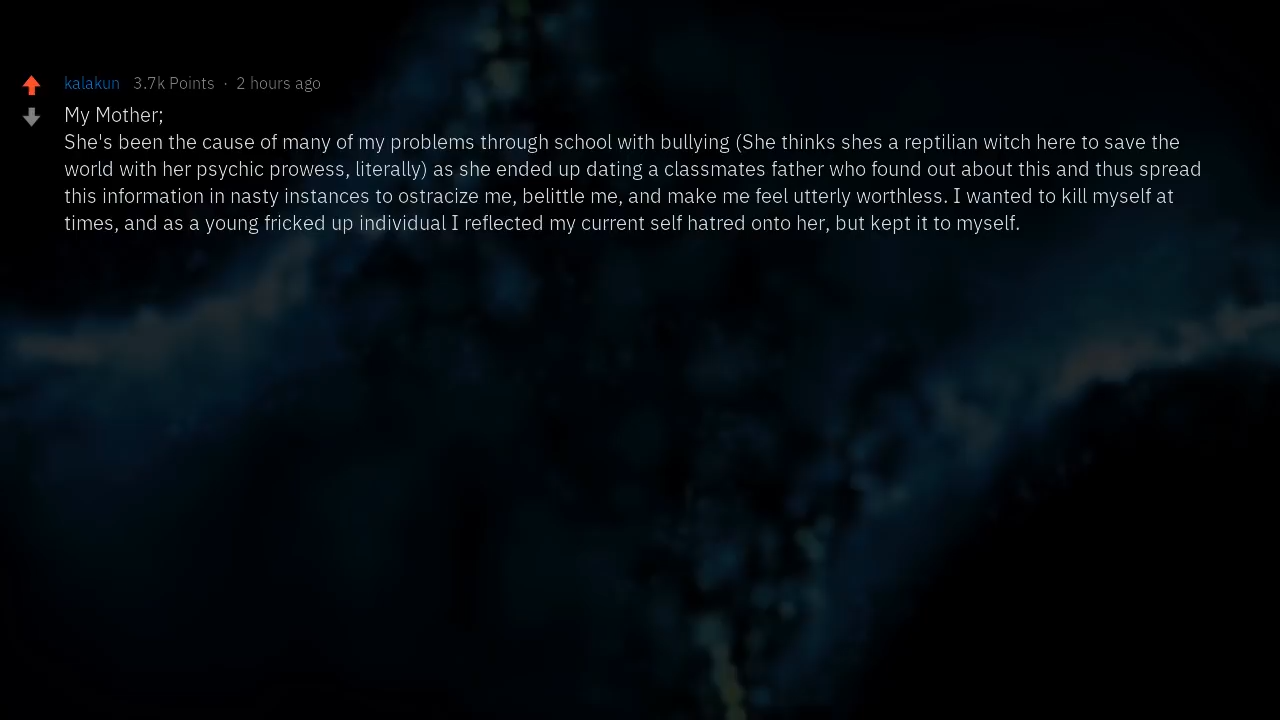 kalakun 3.7k Points · 2 hours ago
My Mother;
She's been the cause of many of my problems through school with bullying (She thinks shes a reptilian witch here to save the
world with her psychic prowess, literally) as she ended up dating a classmates father who found out about this and thus spread
this information in nasty instances to ostracize me, belittle me, and make me feel utterly worthless. I wanted to kill myself at
times, and as a young fricked up individual I reflected my current self hatred onto her, but kept it to myself.